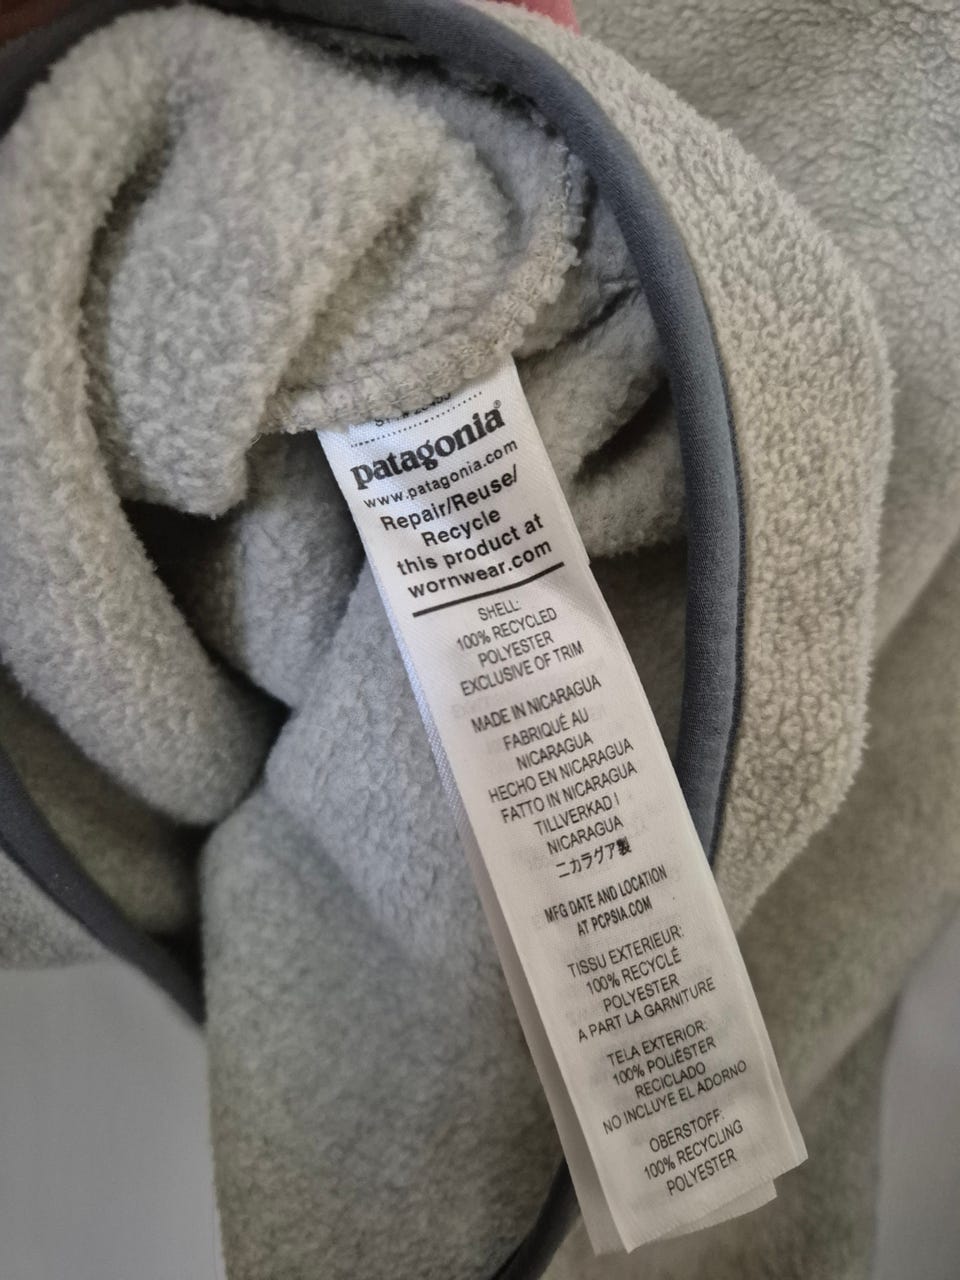 patagonia®
www.patagonia.com
Repair/Reuse/
Recycle
this product at
wornwear.com
SHELL:
100% RECYCLED
POLYESTER
EXCLUSIVE OF TRIM
MADE IN NICARAGUA
FABRIQUÉ AU
NICARAGUA
HECHO EN NICARAGUA
FATTO IN NICARAGUA
TILLVERKAD I
NICARAGUA
ニカラグア製
MFG DATE AND LOCATION
AT PCPSIA.COM
TISSU EXTERIEUR:
100% RECYCLÉ
POLYESTER
A PART LA GARNITURE
TELA EXTERIOR:
100% POLIÉSTER
RECICLADO
NO INCLUYE EL ADORNO
OBERSTOFF:
100% RECYCLING
POLYESTER